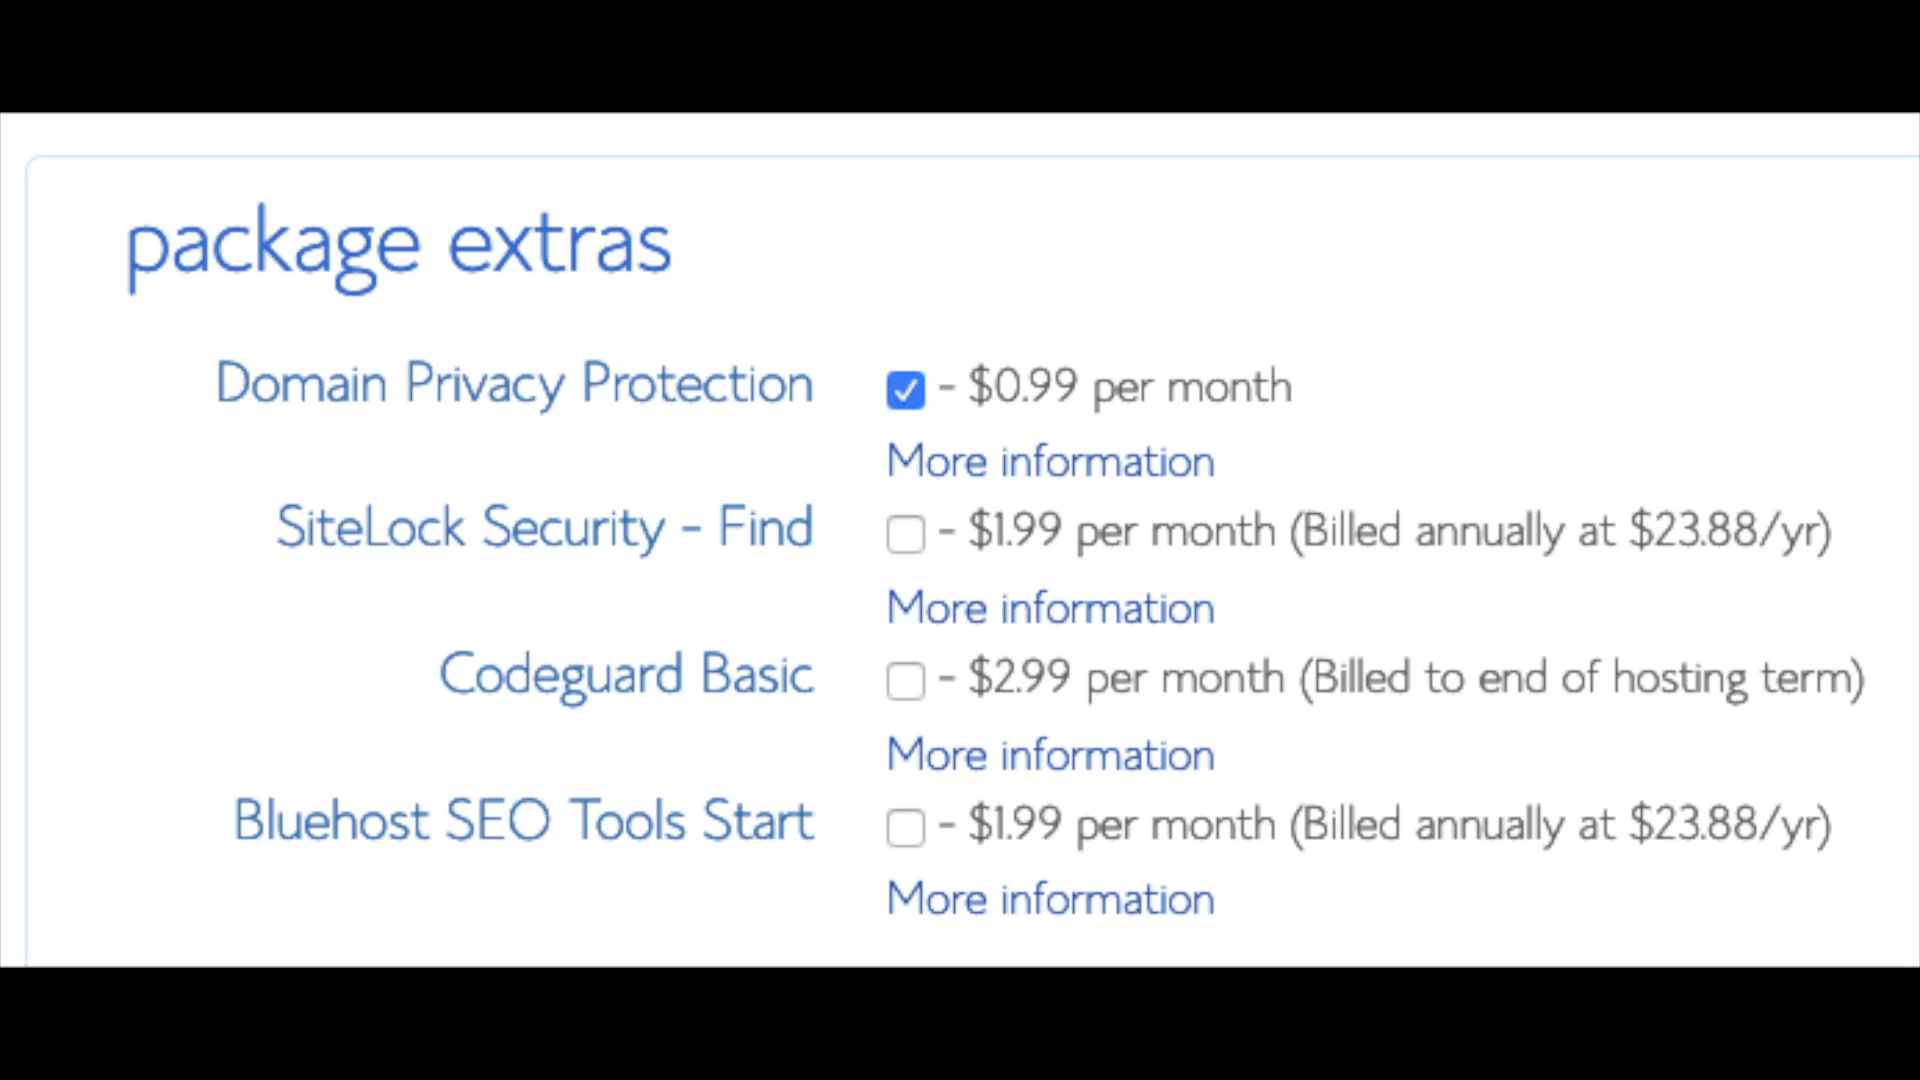 package extras
Domain Privacy Protection - $0.99 per month
More information
SiteLock Security - Find - $1.99 per month (Billed annually at $23.88/yr)
More information
Codeguard Basic - $2.99 per month (Billed to end of hosting term)
More information
Bluehost SEO Tools Start - $1.99 per month (Billed annually at $23.88/yr)
More information